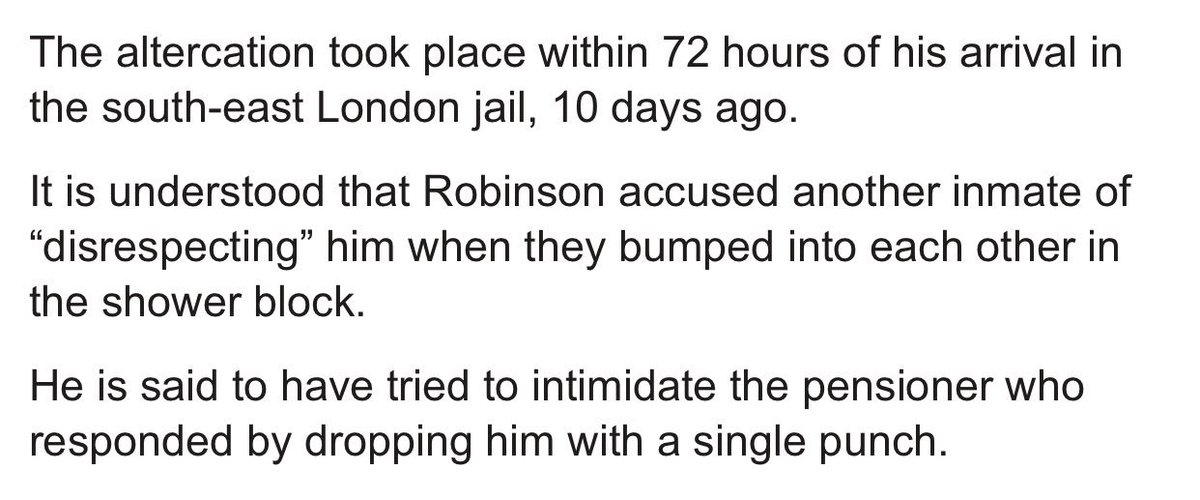 The altercation took place within 72 hours of his arrival in
the south-east London jail, 10 days ago.
It is understood that Robinson accused another inmate of
“disrespecting” him when they bumped into each other in
the shower block.
He is said to have tried to intimidate the pensioner who
responded by dropping him with a single punch.